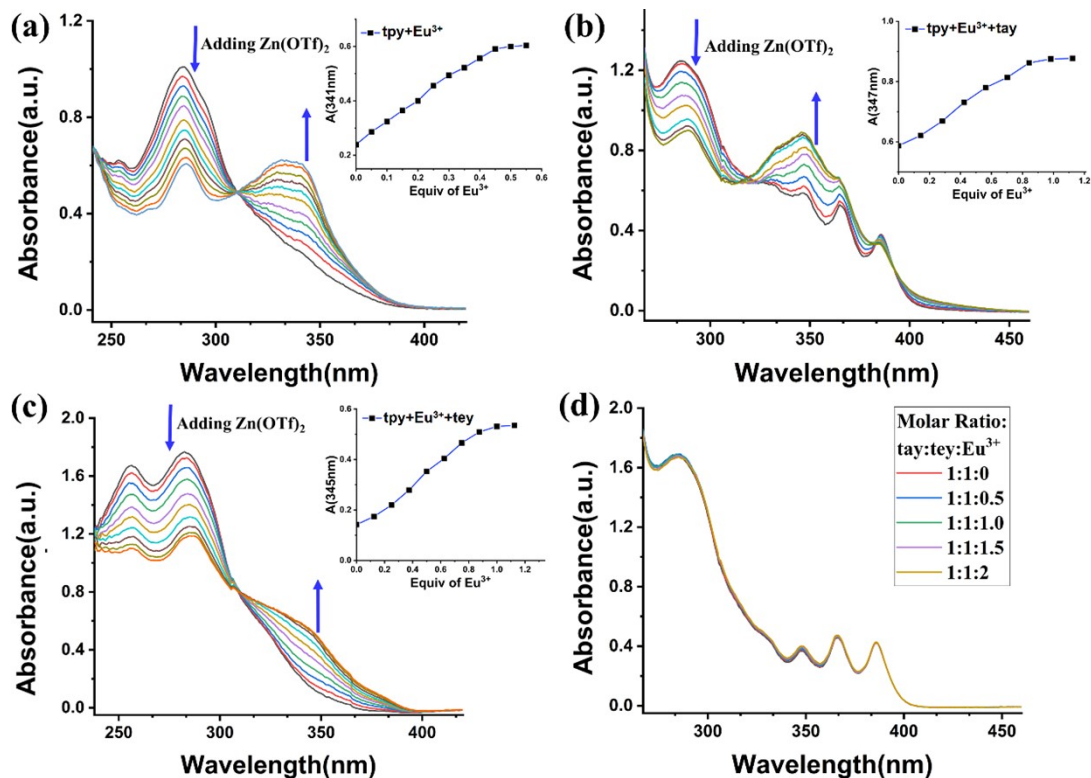 (a)
Adding Zn(OTf)₂
Absorbance(a.u.)
1.2
0.8
0.4
0.0
250
300
350
400
Wavelength(nm)
tpy+Eu³⁺
A(341nm)
0.6
0.4
0.2
0.0
0.1
0.2
0.3
0.4
0.5
0.6
Equiv of Eu³⁺
(b)
Adding Zn(OTf)₂
Absorbance(a.u.)
1.2
0.9
0.6
0.3
0.0
300
350
400
450
Wavelength(nm)
tpy+Eu³⁺+tay
A(347nm)
1.0
0.8
0.6
0.4
0.2
0.0
0.2
0.4
0.6
0.8
1.0
1.2
Equiv of Eu³⁺
(c)
Adding Zn(OTf)₂
Absorbance(a.u.)
2.0
1.6
1.2
0.8
0.4
0.0
250
300
350
400
Wavelength(nm)
tpy+Eu³⁺+tey
A(345nm)
0.6
0.4
0.2
0.0
0.0
0.2
0.4
0.6
0.8
1.0
1.2
Equiv of Eu³⁺
(d)
Absorbance(a.u.)
2.0
1.6
1.2
0.8
0.4
0.0
300
350
400
450
Wavelength(nm)
Molar Ratio:
tay:tey:Eu³⁺
1:1:0
1:1:0.5
1:1:1.0
1:1:1.5
1:1:2